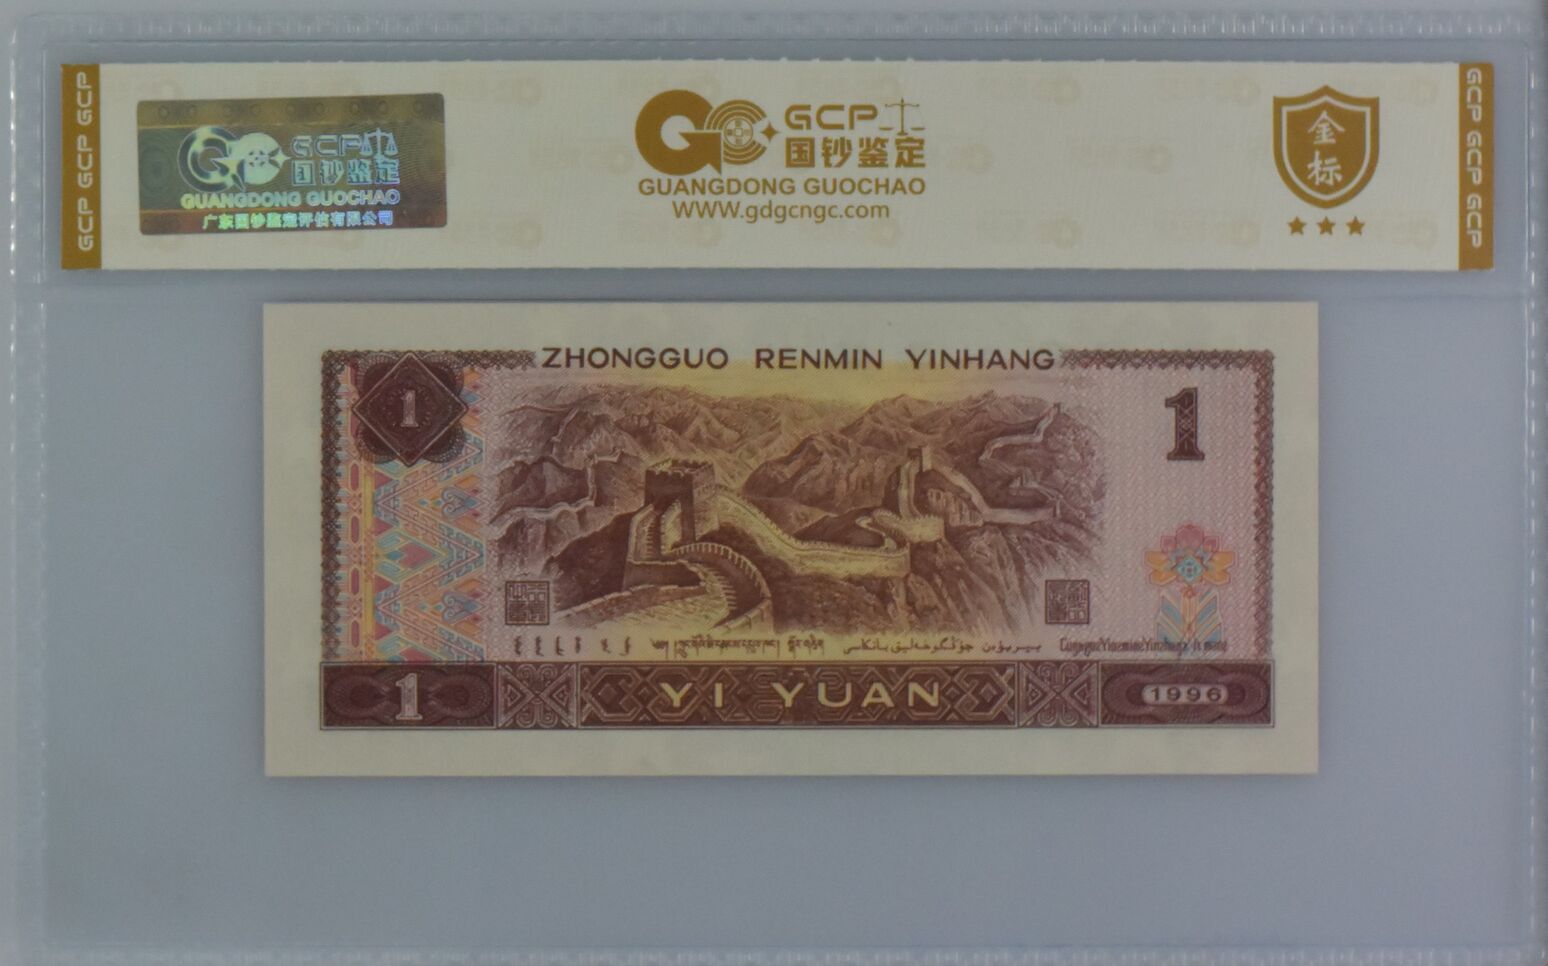 GCP GCP GCP
GCP
国钞鉴定
GUANGDONG GUOCHAO
广东国钞鉴定评估有限公司
GCP
国钞鉴定
GUANGDONG GUOCHAO
WWW.gdgcngc.com
金
标
GCP GCP GCP
ZHONGGUO RENMIN YINHANG
1
1
1
YI YUAN
1996